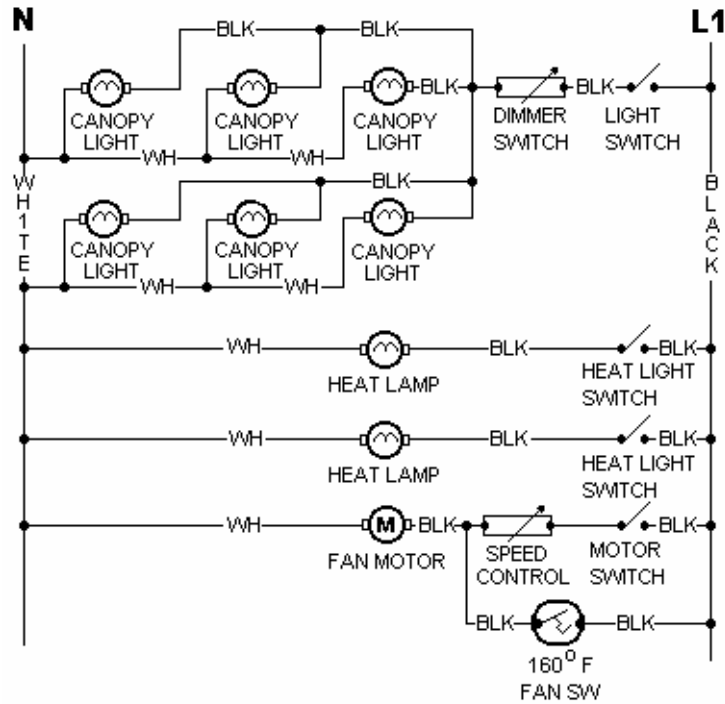 N L1
BLK BLK
BLK BLK
CANOPY LIGHT CANOPY LIGHT CANOPY LIGHT DIMMER SWITCH LIGHT SWITCH
WH WH
WH1TE
BLACK
BLK
CANOPY LIGHT CANOPY LIGHT CANOPY LIGHT
WH WH
WH BLK BLK
HEAT LAMP HEAT LIGHT SWITCH
WH BLK BLK
HEAT LAMP HEAT LIGHT SWITCH
WH M BLK BLK
FAN MOTOR SPEED CONTROL MOTOR SWITCH
BLK BLK
160° F
FAN SW